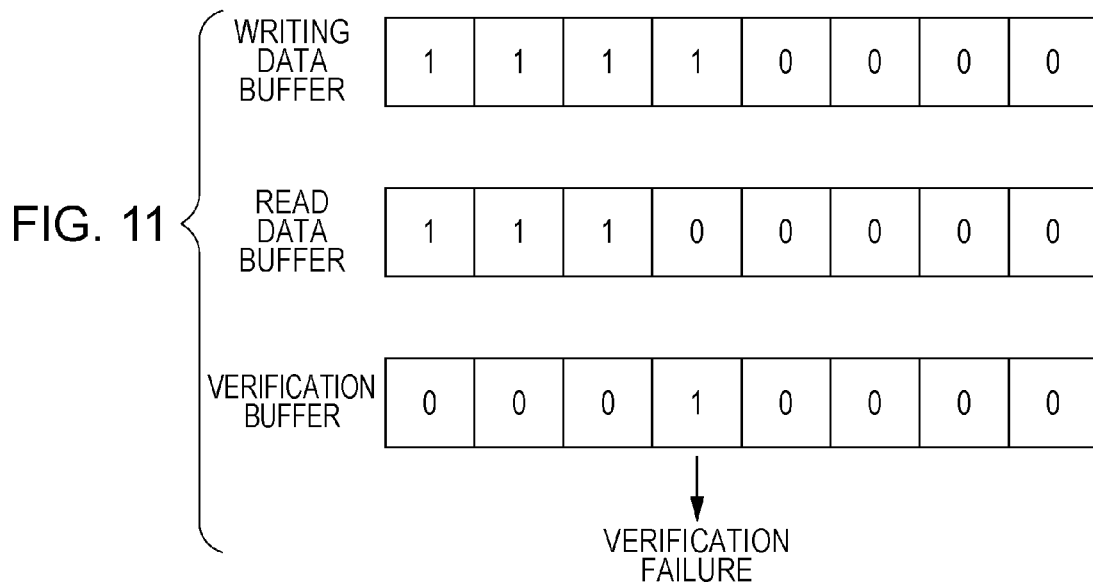 FIG. 11
WRITING
DATA
BUFFER
1 1 1 1 0 0 0 0
READ
DATA
BUFFER
1 1 1 0 0 0 0 0
VERIFICATION
BUFFER
0 0 0 1 0 0 0 0
VERIFICATION
FAILURE